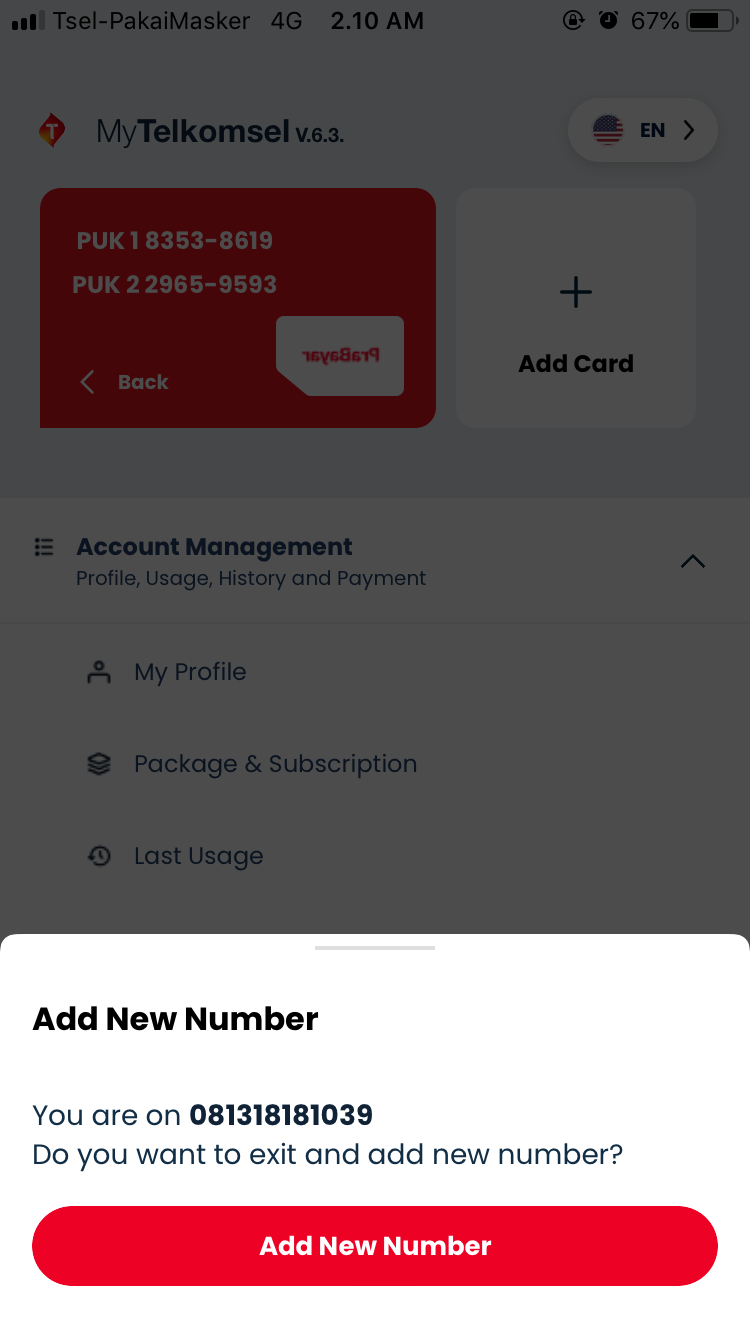 Tsel-PakaiMasker 4G 2.10 AM 67%
MyTelkomsel V.6.3.
EN
PUK 1 8353-8619
PUK 2 2965-9593
PraBayar
Back
Add Card
Account Management
Profile, Usage, History and Payment
My Profile
Package & Subscription
Last Usage
Add New Number
You are on 081318181039
Do you want to exit and add new number?
Add New Number